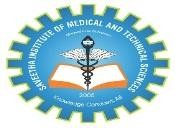 SAVEETHA INSTITUTE OF MEDICAL AND TECHNICAL SCIENCES
2005
Knowledge Conquers All